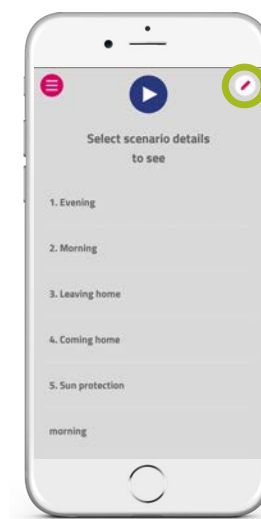 Select scenario details
to see
1. Evening
2. Morning
3. Leaving home
4. Coming home
5. Sun protection
morning